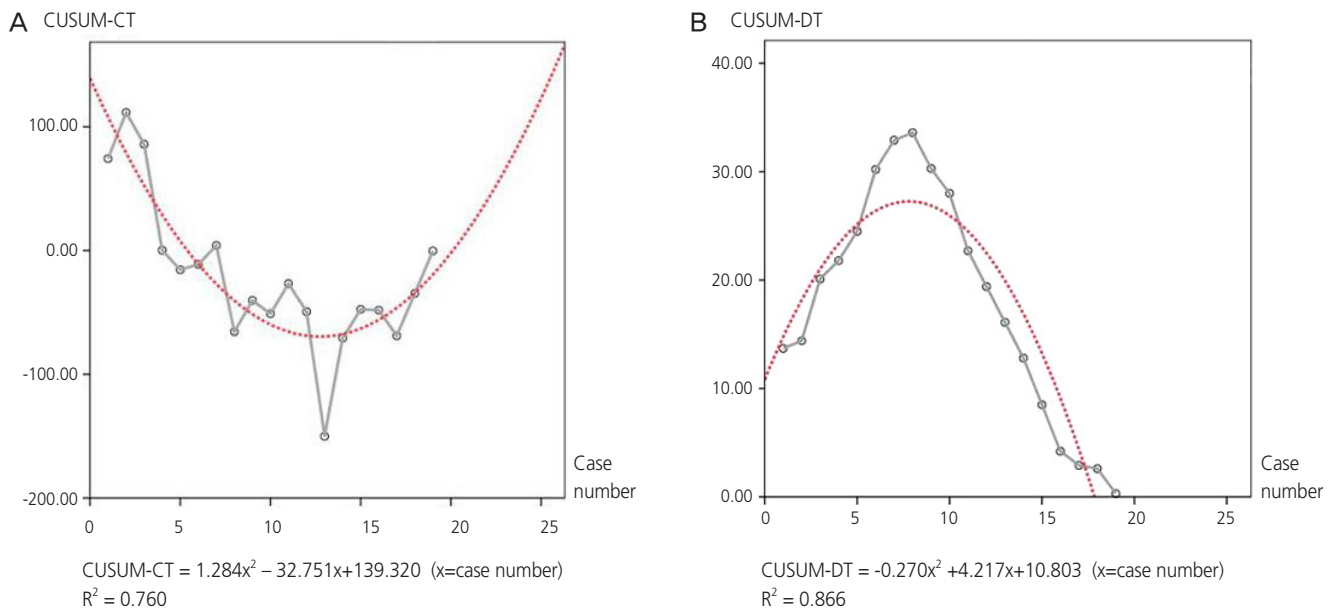 A CUSUM-CT
100.00
0.00
-100.00
-200.00
0 5 10 15 20 25
Case
number
CUSUM-CT = 1.284x² – 32.751x+139.320 (x=case number)
R² = 0.760
B CUSUM-DT
40.00
30.00
20.00
10.00
0.00
0 5 10 15 20 25
Case
number
CUSUM-DT = -0.270x² +4.217x+10.803 (x=case number)
R² = 0.866